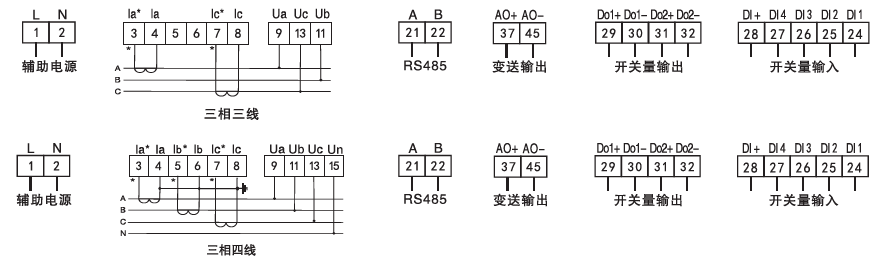 L N Ia* Ia Ic* Ic Ua Uc Ub A B AO+ AO- Do1+ Do1- Do2+ Do2- DI+ DI4 DI3 DI2 DI1
1 2 3 4 5 6 7 8 9 13 11 21 22 37 45 29 30 31 32 28 27 26 25 24
* *
辅助电源 RS485 变送输出 开关量输出 开关量输入
A
B
C
三相三线
L N Ia* Ia Ib* Ib Ic* Ic Ua Ub Uc Un A B AO+ AO- Do1+ Do1- Do2+ Do2- DI+ DI4 DI3 DI2 DI1
1 2 3 4 5 6 7 8 9 11 13 15 21 22 37 45 29 30 31 32 28 27 26 25 24
* * *
辅助电源 RS485 变送输出 开关量输出 开关量输入
A
B
C
N
三相四线